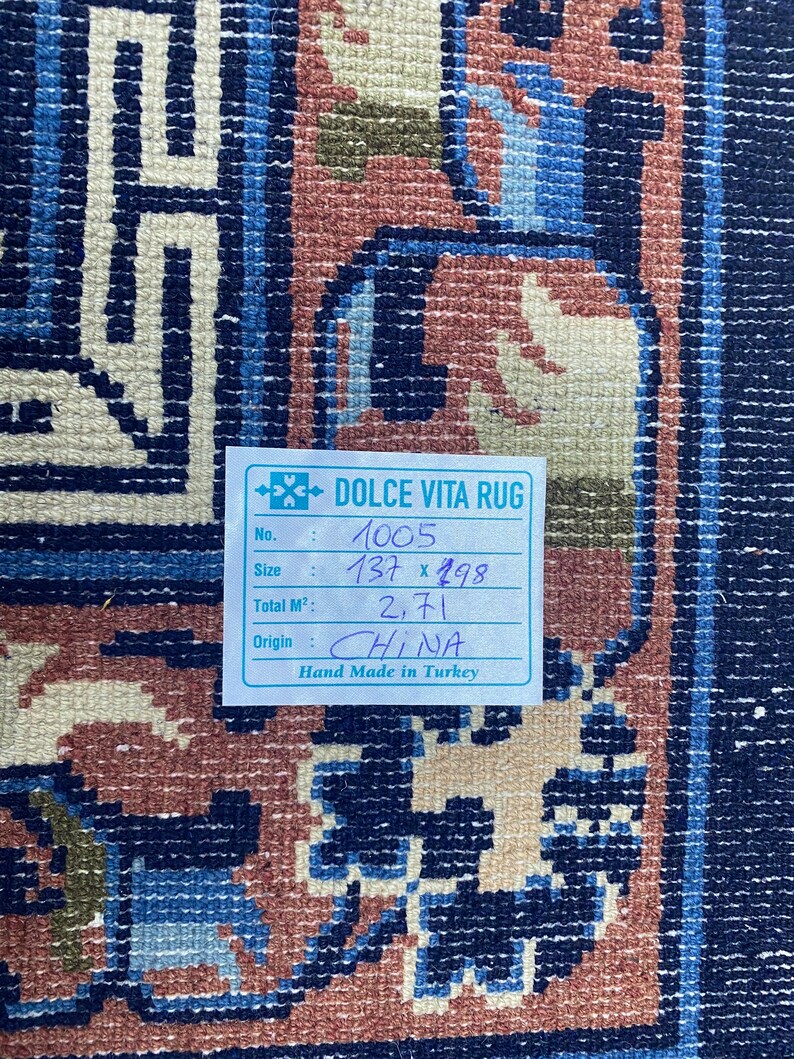 DOLCE VITA RUG
No. : 1005
Size : 137 x 198
Total M²: 2,71
Origin : CHiNA
Hand Made in Turkey